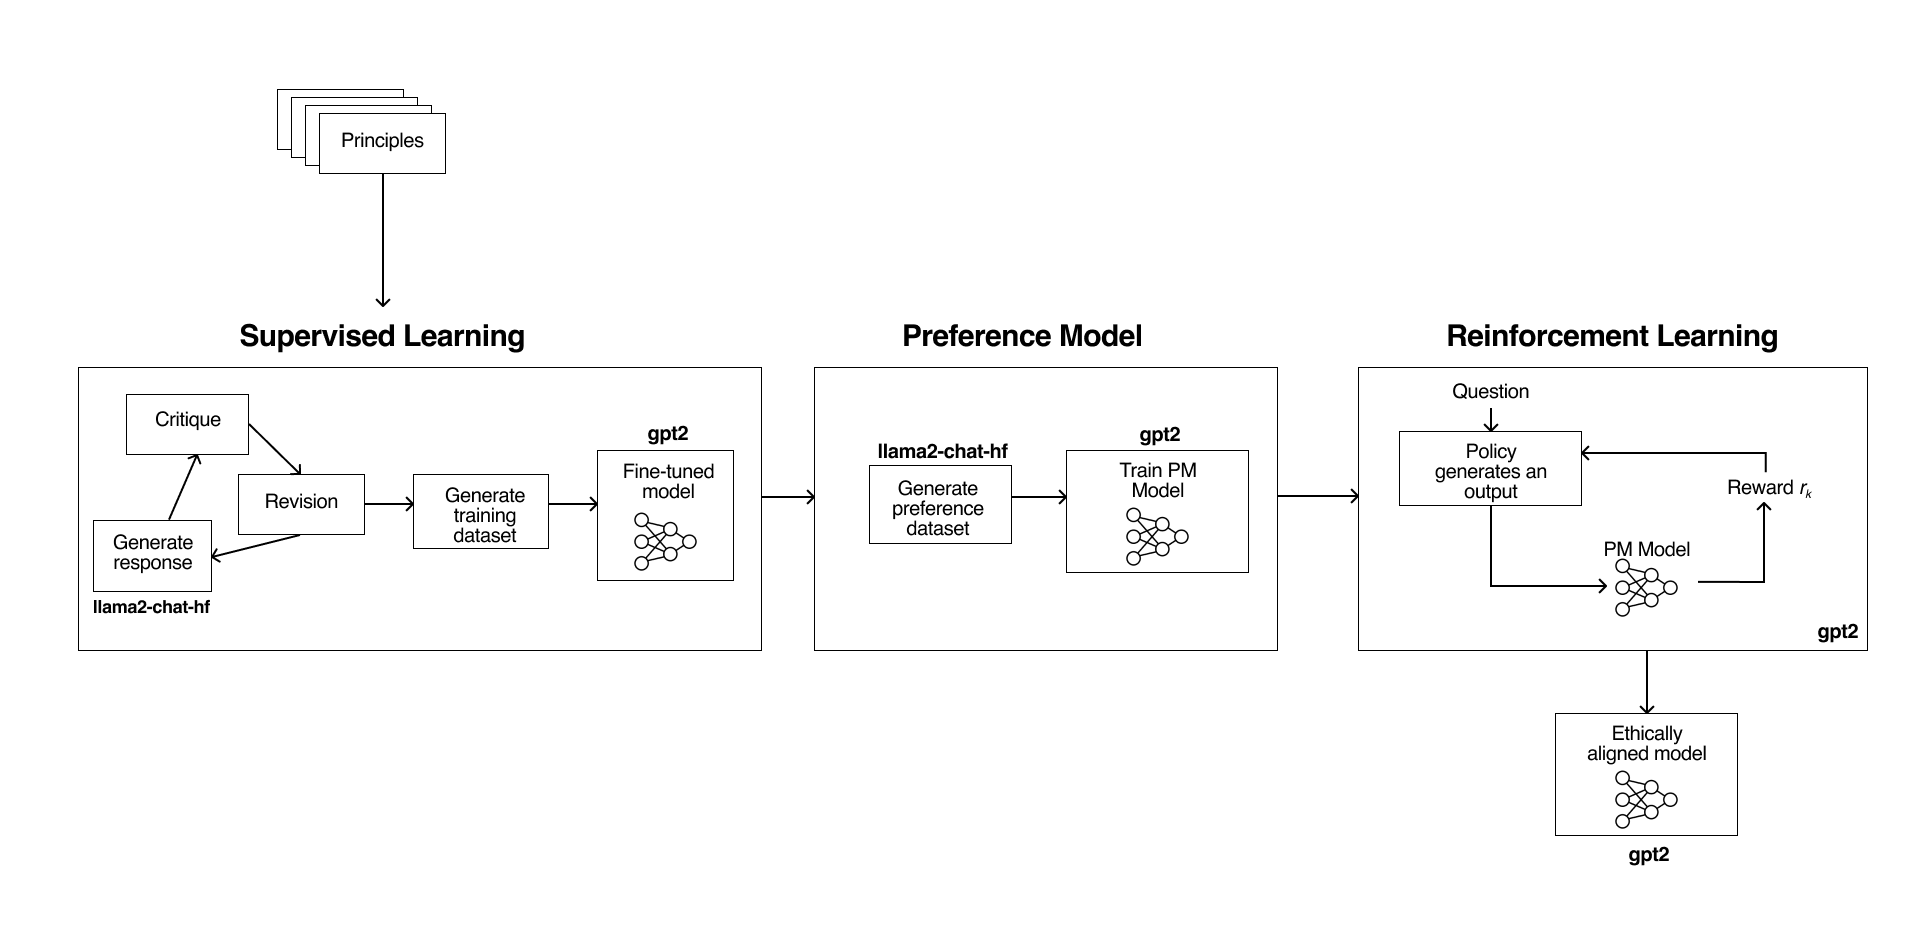 Principles
Supervised Learning
Critique
Revision
Generate
response
llama2-chat-hf
Generate
training
dataset
gpt2
Fine-tuned
model
Preference Model
llama2-chat-hf
Generate
preference
dataset
gpt2
Train PM
Model
Reinforcement Learning
Question
Policy
generates an
output
Reward rₖ
PM Model
gpt2
Ethically
aligned model
gpt2